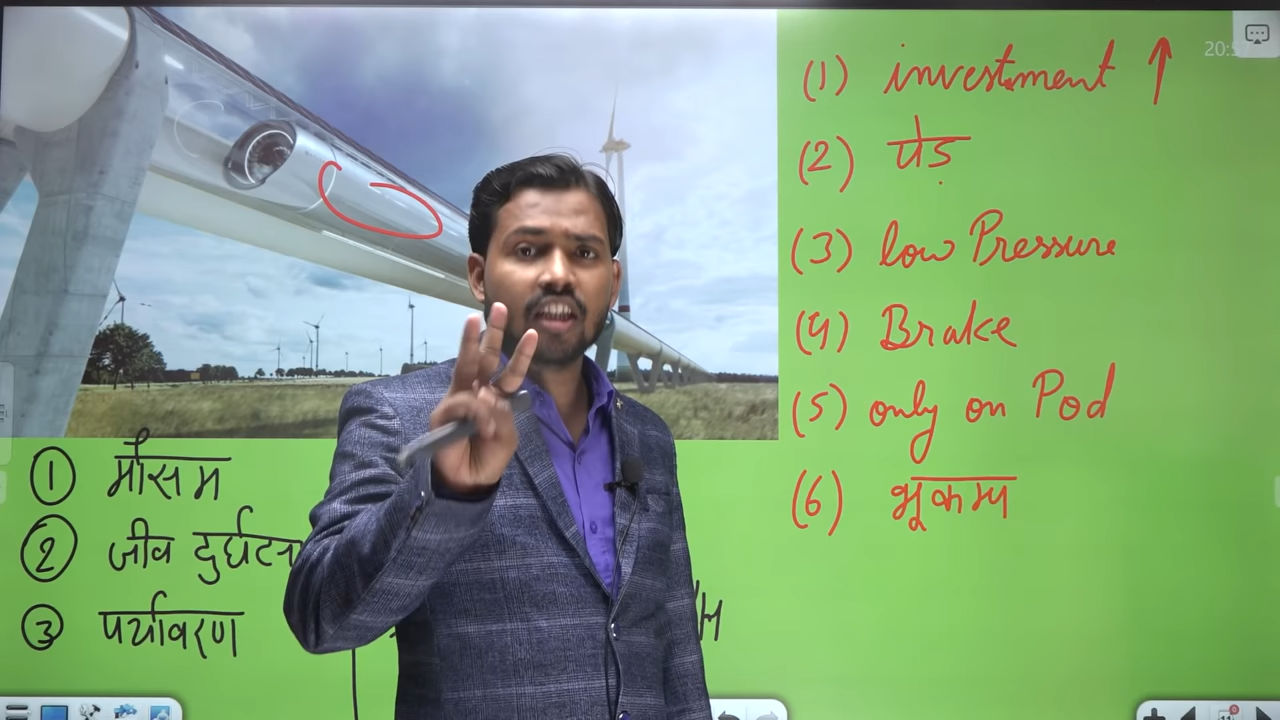 (1) investment ↑
(2) पॅड
(3) low Pressure
(4) Brake
(5) only on Pod
(6) भूकम्प
① मौसम
② जीव दुर्घटन
③ पर्यावरण